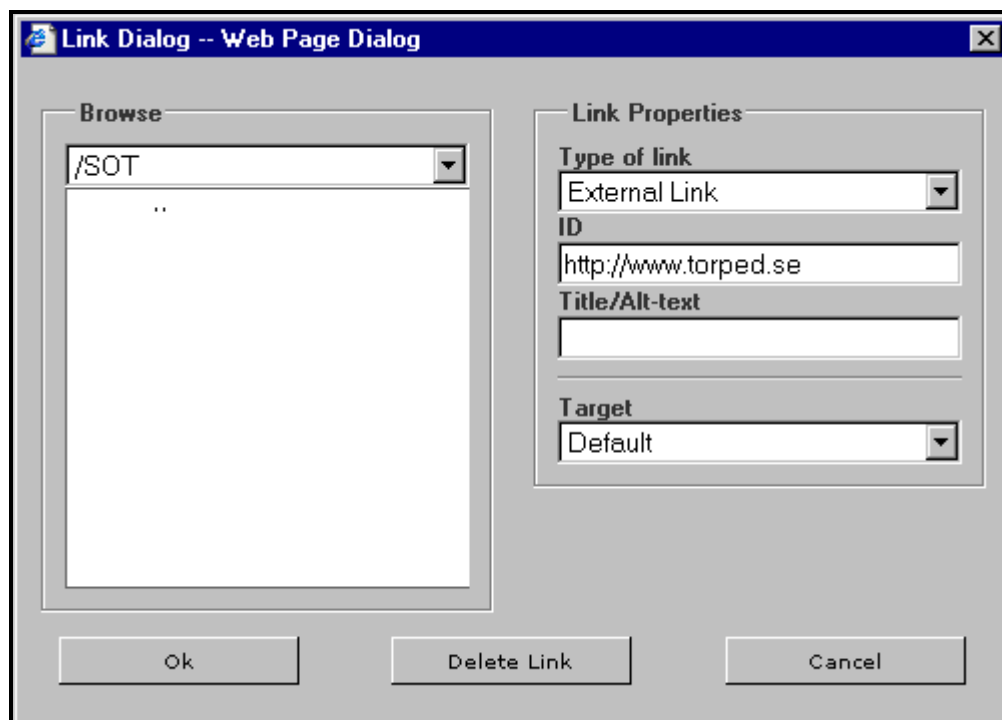 Link Dialog -- Web Page Dialog
Browse
/SOT
..
Link Properties
Type of link
External Link
ID
http://www.torped.se
Title/Alt-text
Target
Default
Ok
Delete Link
Cancel